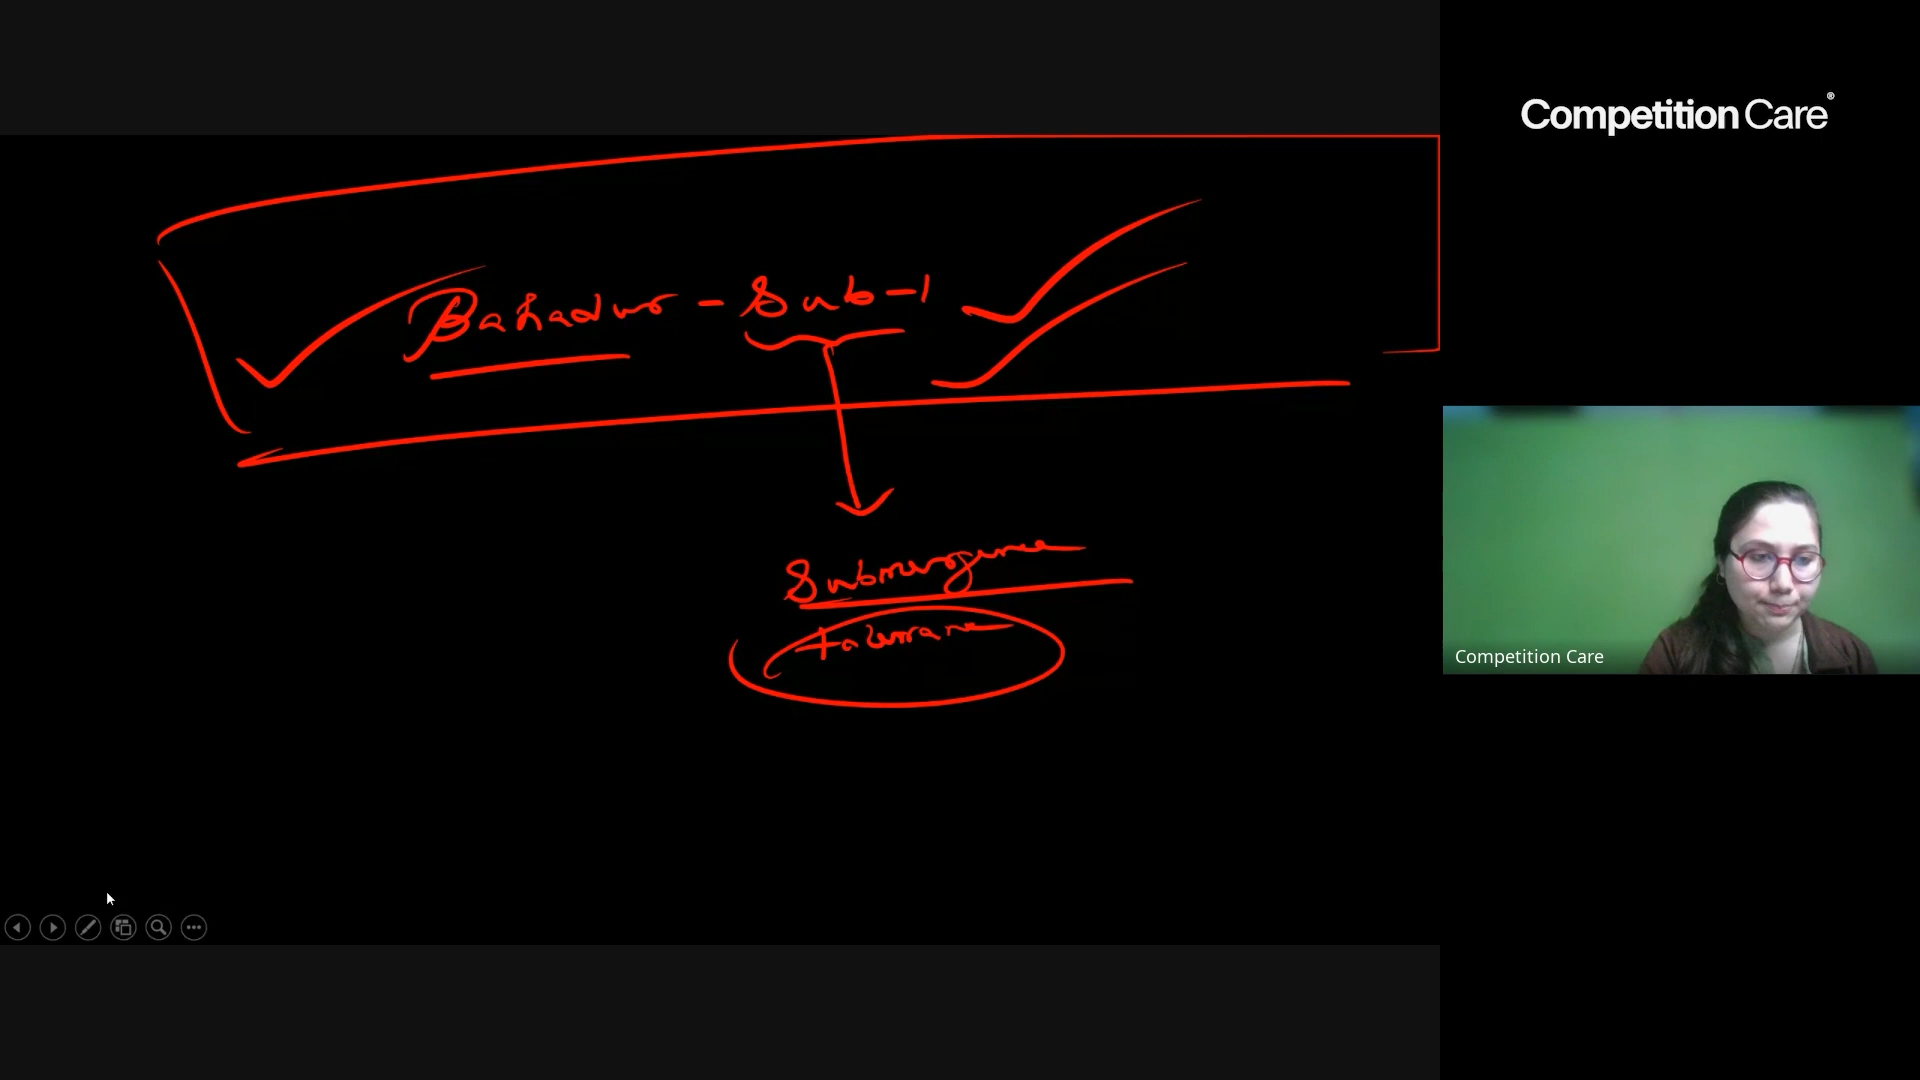 Competition Care®
Bahadur - Sub-1
Submergence
tolerance
Competition Care